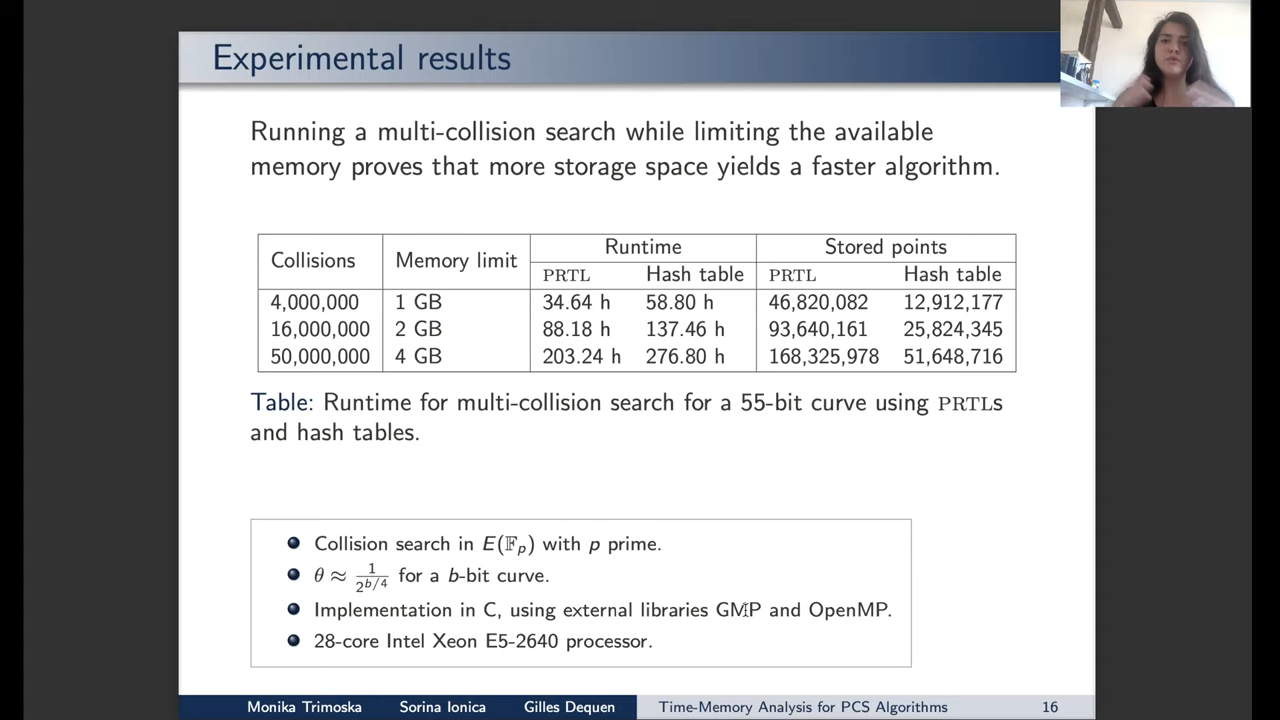 Experimental results
Running a multi-collision search while limiting the available
memory proves that more storage space yields a faster algorithm.
Collisions Memory limit Runtime Stored points
PRTL Hash table PRTL Hash table
4,000,000 1 GB 34.64 h 58.80 h 46,820,082 12,912,177
16,000,000 2 GB 88.18 h 137.46 h 93,640,161 25,824,345
50,000,000 4 GB 203.24 h 276.80 h 168,325,978 51,648,716
Table: Runtime for multi-collision search for a 55-bit curve using PRTLs
and hash tables.
Collision search in E(𝔽_p) with p prime.
θ ≈ 1/2^{b/4} for a b-bit curve.
Implementation in C, using external libraries GMP and OpenMP.
28-core Intel Xeon E5-2640 processor.
Monika Trimoska Sorina Ionica Gilles Dequen Time-Memory Analysis for PCS Algorithms 16